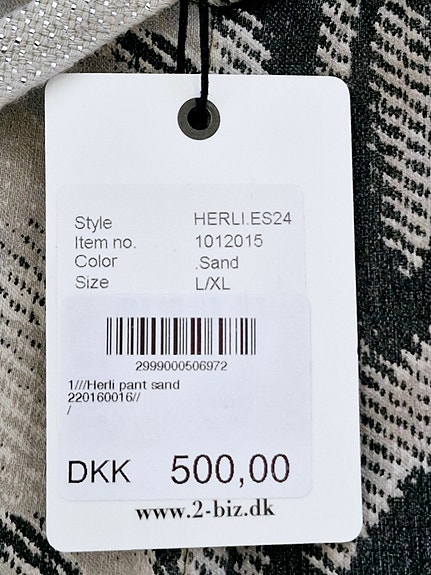 Style HERLI.ES24
Item no. 1012015
Color .Sand
Size L/XL
2999000506972
1///Herli pant sand
220160016//
/
DKK 500,00
www.2-biz.dk